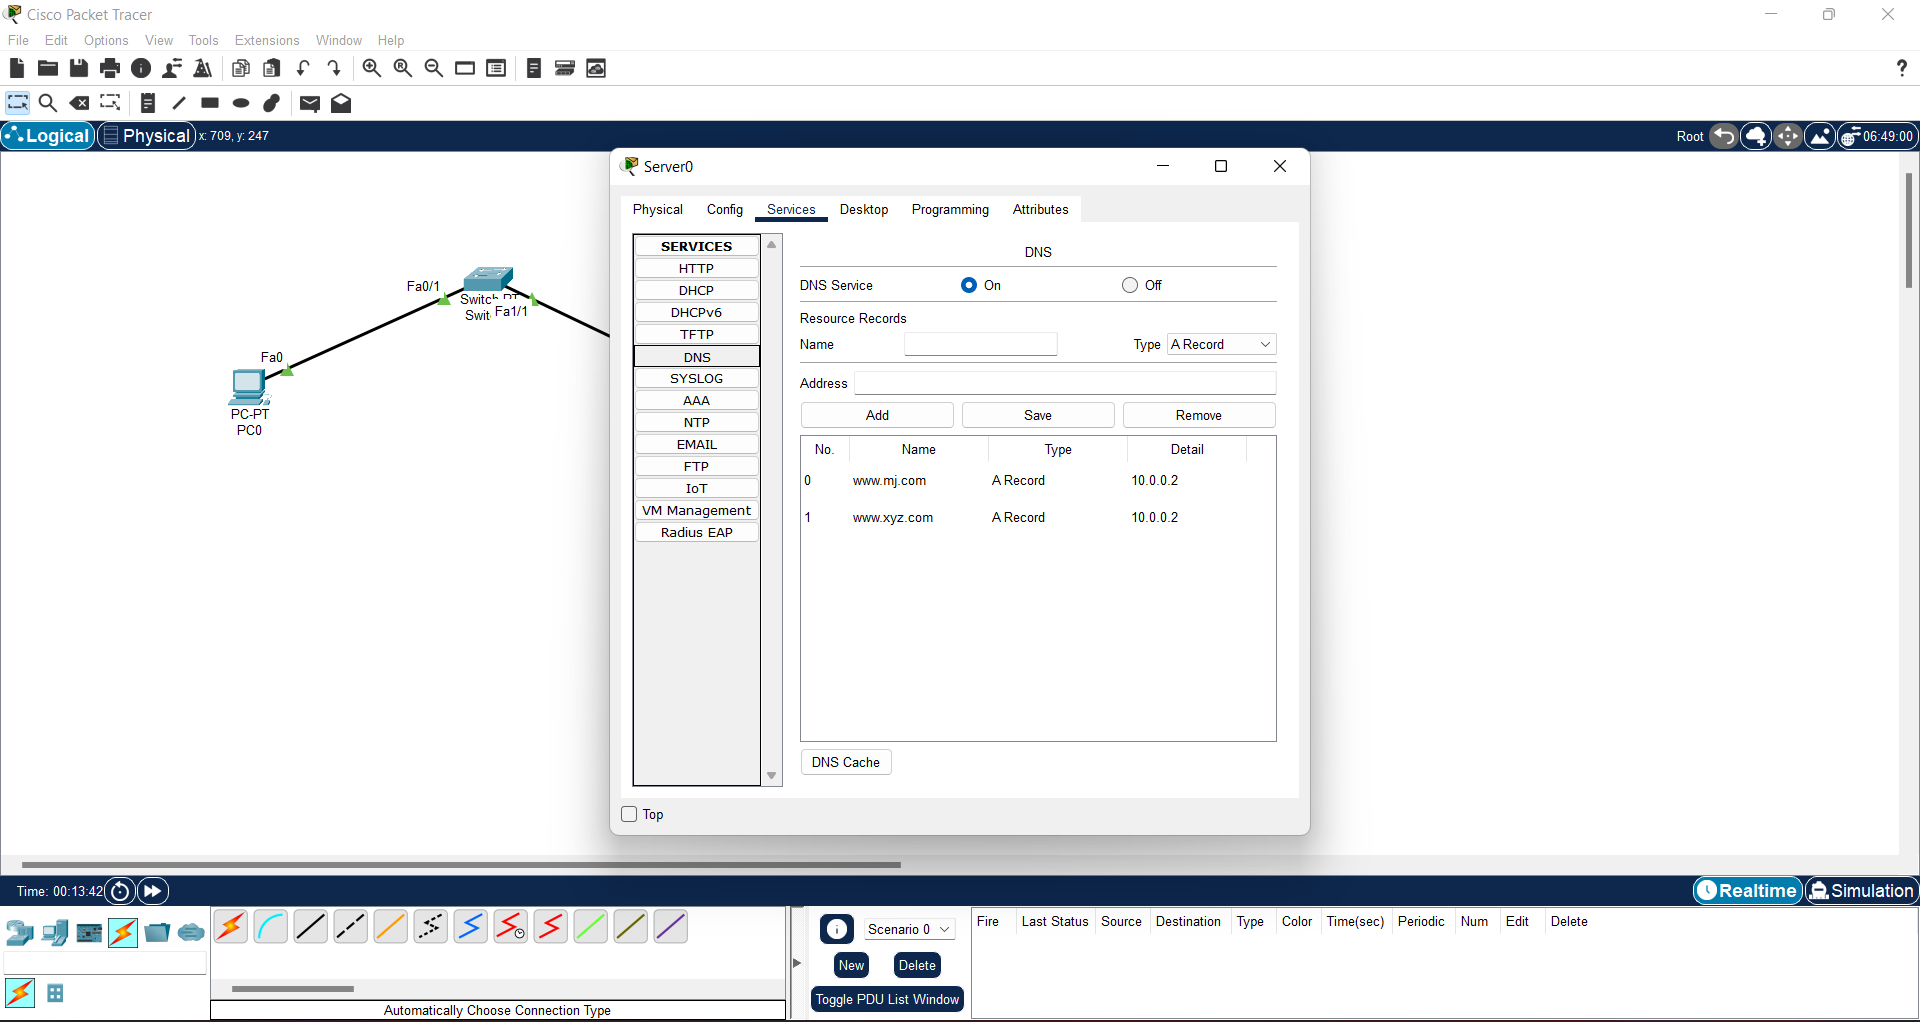 Cisco Packet Tracer
File Edit Options View Tools Extensions Window Help
?
Logical Physical x: 709, y: 247 Root 06:49:00
Server0
Physical Config Services Desktop Programming Attributes
SERVICES
HTTP
DHCP
DHCPv6
TFTP
DNS
SYSLOG
AAA
NTP
EMAIL
FTP
IoT
VM Management
Radius EAP
DNS
DNS Service On Off
Resource Records
Name Type A Record
Address
Add Save Remove
No. Name Type Detail
0 www.mj.com A Record 10.0.0.2
1 www.xyz.com A Record 10.0.0.2
DNS Cache
Top
Fa0/1
Fa1/1
Fa0
PC-PT
PC0
Time: 00:13:42 Realtime Simulation
Scenario 0
New Delete
Toggle PDU List Window
Fire Last Status Source Destination Type Color Time(sec) Periodic Num Edit Delete
Automatically Choose Connection Type